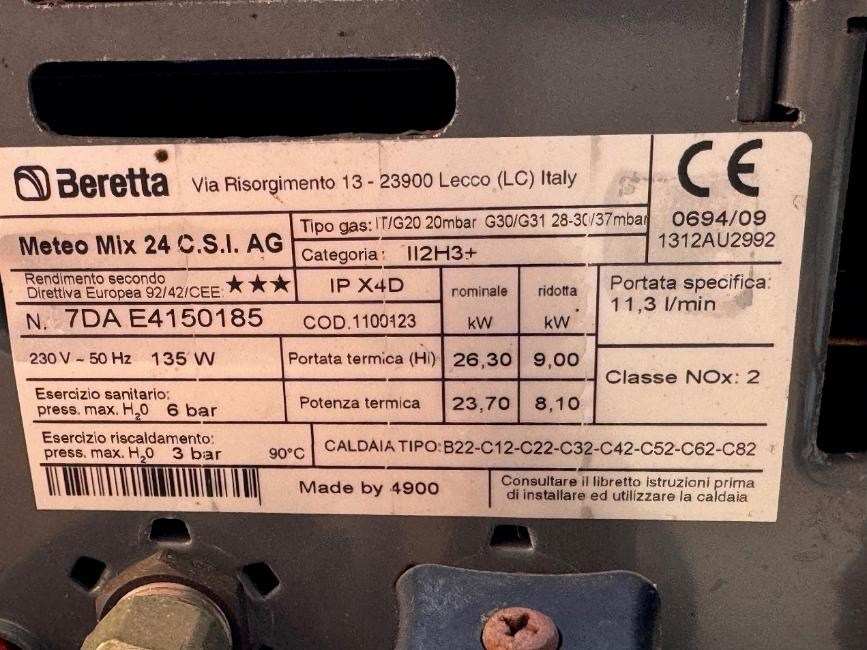 Beretta Via Risorgimento 13 - 23900 Lecco (LC) Italy
CE
0694/09
1312AU2992
Meteo Mix 24 C.S.I. AG
Tipo gas: IT/G20 20mbar G30/G31 28-30/37mbar
Categoria: II2H3+
Rendimento secondo
Direttiva Europea 92/42/CEE ★★★
IP X4D
nominale
kW
ridotta
kW
Portata specifica:
11,3 l/min
N. 7DA E4150185
COD.1100123
230 V ~ 50 Hz 135 W
Portata termica (Hi) 26,30 9,00
Classe NOx: 2
Esercizio sanitario:
press. max. H2O 6 bar
Potenza termica 23,70 8,10
Esercizio riscaldamento:
press. max. H2O 3 bar 90°C
CALDAIA TIPO: B22-C12-C22-C32-C42-C52-C62-C82
Made by 4900
Consultare il libretto istruzioni prima
di installare ed utilizzare la caldaia